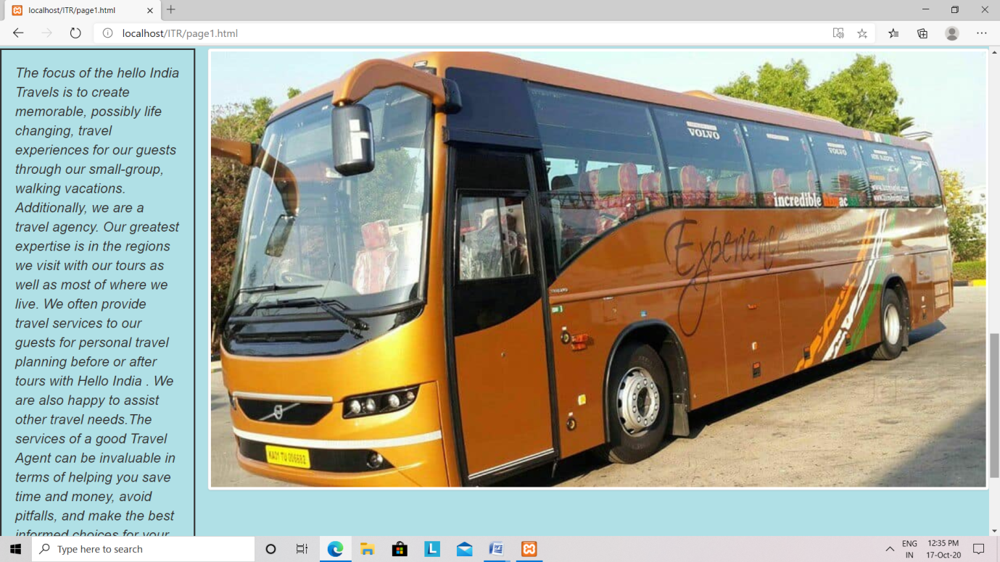 localhost/ITR/page1.html
localhost/ITR/page1.html
The focus of the hello India
Travels is to create
memorable, possibly life
changing, travel
experiences for our guests
through our small-group,
walking vacations.
Additionally, we are a
travel agency. Our greatest
expertise is in the regions
we visit with our tours as
well as most of where we
live. We often provide
travel services to our
guests for personal travel
planning before or after
tours with Hello India . We
are also happy to assist
other travel needs.The
services of a good Travel
Agent can be invaluable in
terms of helping you save
time and money, avoid
pitfalls, and make the best
informed choices for your
VOLVO
VOLVO
incredible
ac
Experience
KA01 TU 006682
Type here to search
L
W
ENG
IN
12:35 PM
17-Oct-20